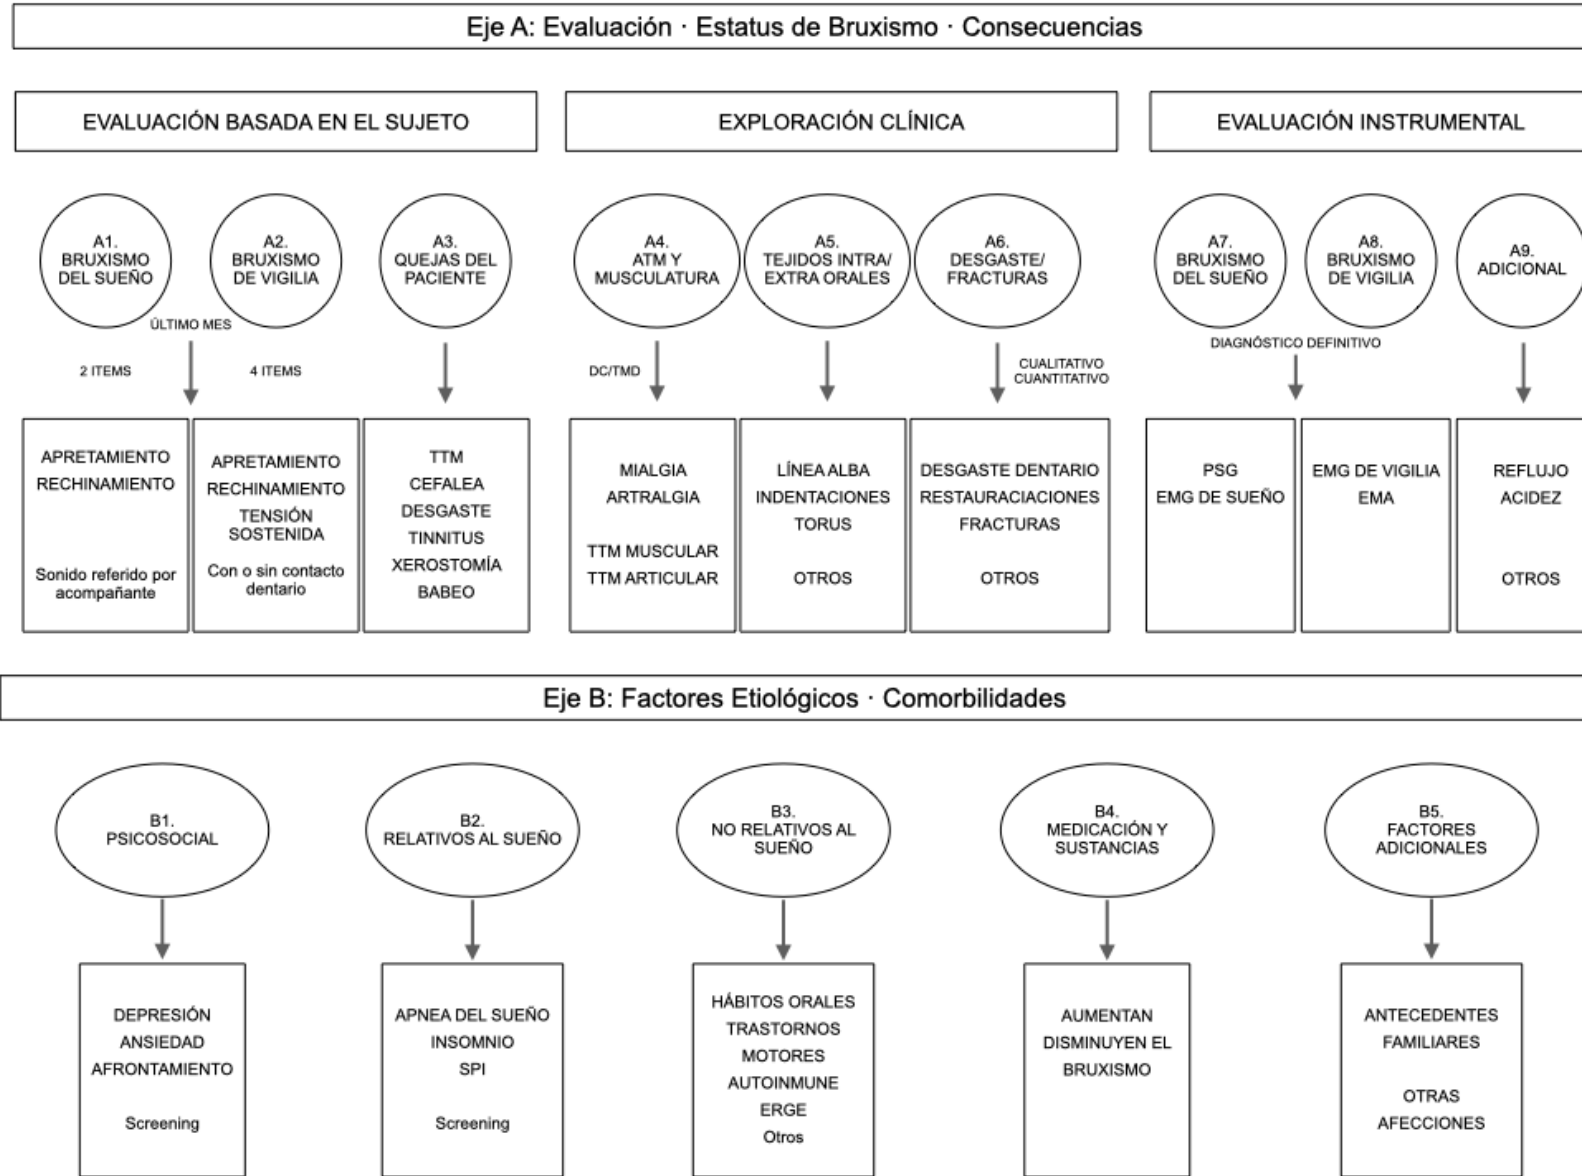 Eje A: Evaluación · Estatus de Bruxismo · Consecuencias
EVALUACIÓN BASADA EN EL SUJETO
EXPLORACIÓN CLÍNICA
EVALUACIÓN INSTRUMENTAL
A1.
BRUXISMO
DEL SUEÑO
A2.
BRUXISMO
DE VIGILIA
A3.
QUEJAS DEL
PACIENTE
A4.
ATM Y
MUSCULATURA
A5.
TEJIDOS INTRA/
EXTRA ORALES
A6.
DESGASTE/
FRACTURAS
A7.
BRUXISMO
DEL SUEÑO
A8.
BRUXISMO
DE VIGILIA
A9.
ADICIONAL
ÚLTIMO MES
2 ITEMS
4 ITEMS
DC/TMD
CUALITATIVO
CUANTITATIVO
DIAGNÓSTICO DEFINITIVO
APRETAMIENTO
RECHINAMIENTO
Sonido referido por
acompañante
APRETAMIENTO
RECHINAMIENTO
TENSIÓN
SOSTENIDA
Con o sin contacto
dentario
TTM
CEFALEA
DESGASTE
TINNITUS
XEROSTOMÍA
BABEO
MIALGIA
ARTRALGIA
TTM MUSCULAR
TTM ARTICULAR
LÍNEA ALBA
INDENTACIONES
TORUS
OTROS
DESGASTE DENTARIO
RESTAURACIACIONES
FRACTURAS
OTROS
PSG
EMG DE SUEÑO
EMG DE VIGILIA
EMA
REFLUJO
ACIDEZ
OTROS
Eje B: Factores Etiológicos · Comorbilidades
B1.
PSICOSOCIAL
B2.
RELATIVOS AL SUEÑO
B3.
NO RELATIVOS AL
SUEÑO
B4.
MEDICACIÓN Y
SUSTANCIAS
B5.
FACTORES
ADICIONALES
DEPRESIÓN
ANSIEDAD
AFRONTAMIENTO
Screening
APNEA DEL SUEÑO
INSOMNIO
SPI
Screening
HÁBITOS ORALES
TRASTORNOS
MOTORES
AUTOINMUNE
ERGE
Otros
AUMENTAN
DISMINUYEN EL
BRUXISMO
ANTECEDENTES
FAMILIARES
OTRAS
AFECCIONES